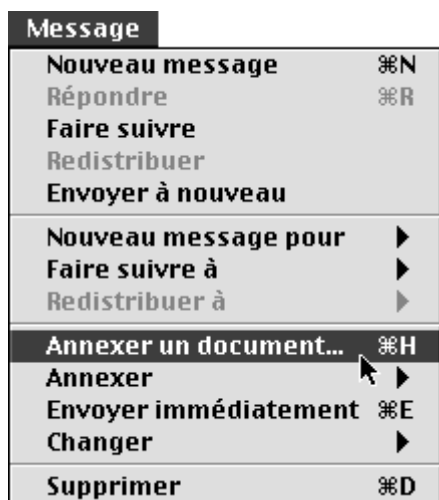 Message
Nouveau message ⌘N
Répondre ⌘R
Faire suivre
Redistribuer
Envoyer à nouveau
Nouveau message pour
Faire suivre à
Redistribuer à
Annexer un document... ⌘H
Annexer
Envoyer immédiatement ⌘E
Changer
Supprimer ⌘D